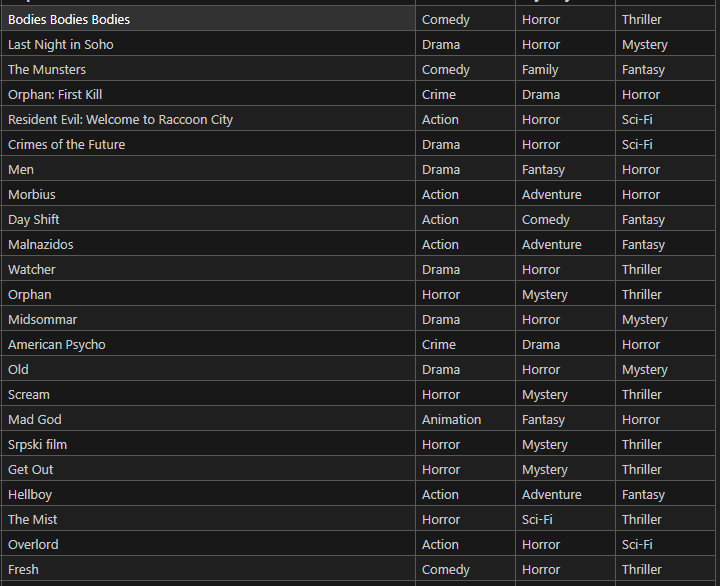 Bodies Bodies Bodies Comedy Horror Thriller
Last Night in Soho Drama Horror Mystery
The Munsters Comedy Family Fantasy
Orphan: First Kill Crime Drama Horror
Resident Evil: Welcome to Raccoon City Action Horror Sci-Fi
Crimes of the Future Drama Horror Sci-Fi
Men Drama Fantasy Horror
Morbius Action Adventure Horror
Day Shift Action Comedy Fantasy
Malnazidos Action Adventure Fantasy
Watcher Drama Horror Thriller
Orphan Horror Mystery Thriller
Midsommar Drama Horror Mystery
American Psycho Crime Drama Horror
Old Drama Horror Mystery
Scream Horror Mystery Thriller
Mad God Animation Fantasy Horror
Srpski film Horror Mystery Thriller
Get Out Horror Mystery Thriller
Hellboy Action Adventure Fantasy
The Mist Horror Sci-Fi Thriller
Overlord Action Horror Sci-Fi
Fresh Comedy Horror Thriller